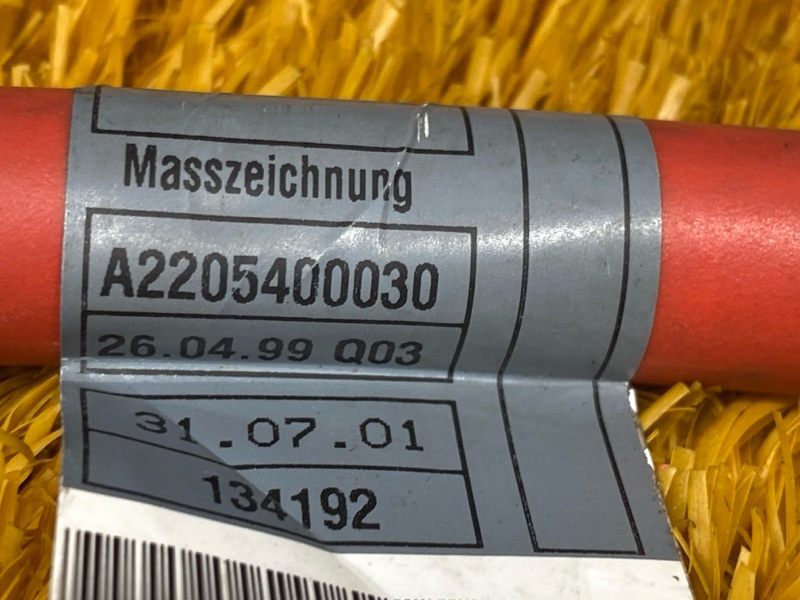 Masszeichnung
A2205400030
26.04.99 Q03
31.07.01
134192